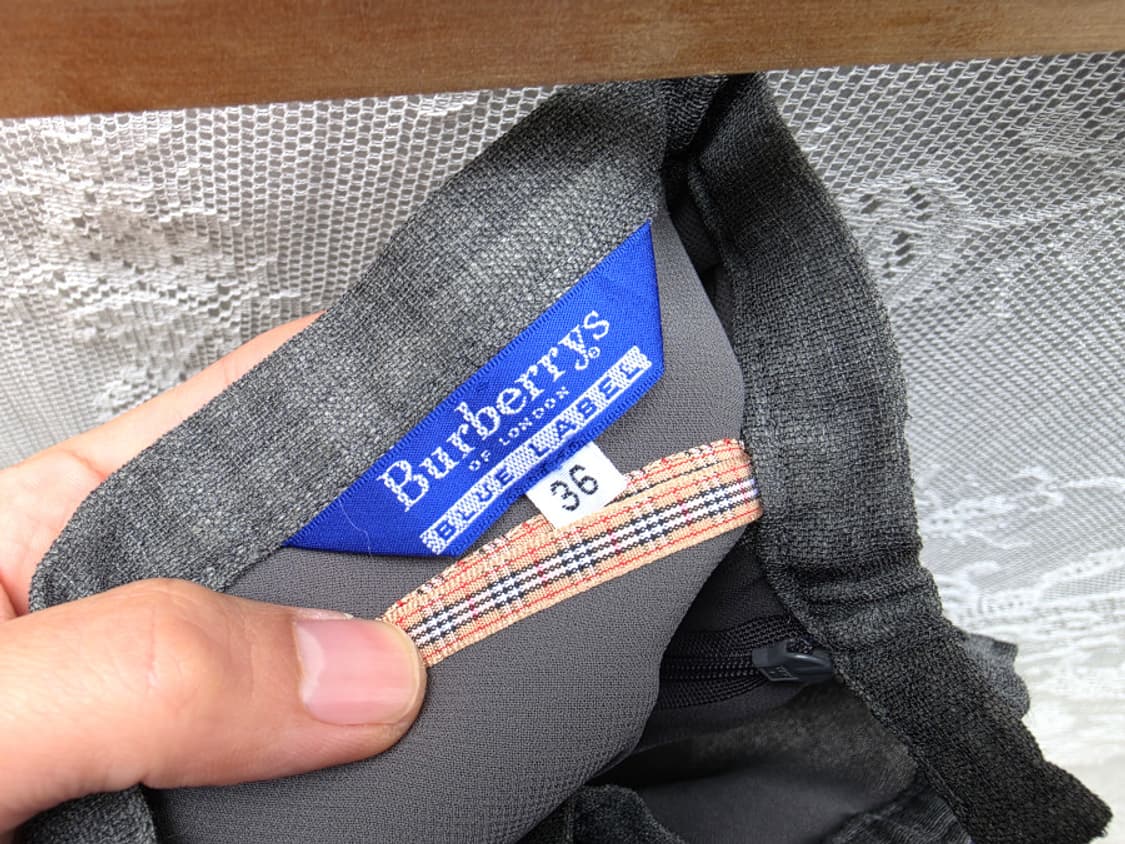 Burberrys®
OF LONDON
BLUE LABEL
36